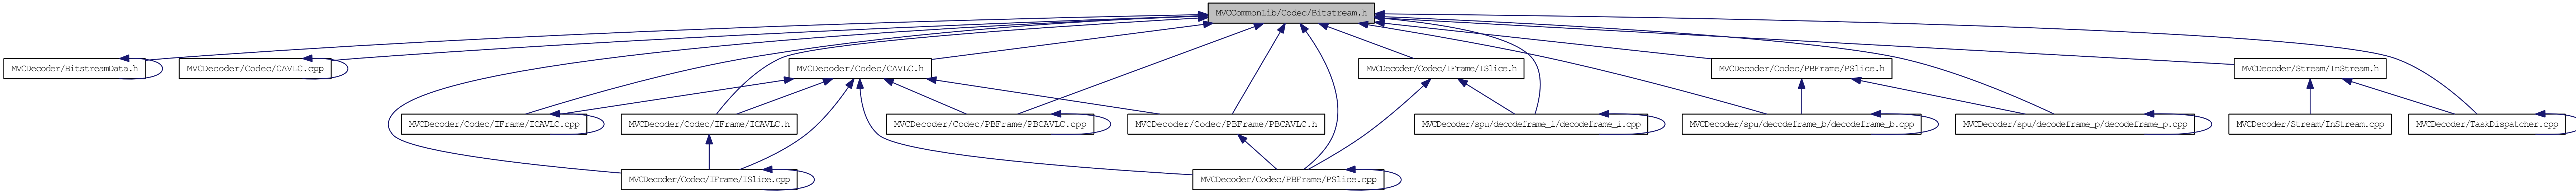 MVCCommonLib/Codec/Bitstream.h
MVCDecoder/BitstreamData.h
MVCDecoder/Codec/CAVLC.cpp
MVCDecoder/Codec/CAVLC.h
MVCDecoder/Codec/IFrame/ISlice.h
MVCDecoder/Codec/PBFrame/PSlice.h
MVCDecoder/Stream/InStream.h
MVCDecoder/Codec/IFrame/ICAVLC.cpp
MVCDecoder/Codec/IFrame/ICAVLC.h
MVCDecoder/Codec/PBFrame/PBCAVLC.cpp
MVCDecoder/Codec/PBFrame/PBCAVLC.h
MVCDecoder/spu/decodeframe_i/decodeframe_i.cpp
MVCDecoder/spu/decodeframe_b/decodeframe_b.cpp
MVCDecoder/spu/decodeframe_p/decodeframe_p.cpp
MVCDecoder/Stream/InStream.cpp
MVCDecoder/TaskDispatcher.cpp
MVCDecoder/Codec/IFrame/ISlice.cpp
MVCDecoder/Codec/PBFrame/PSlice.cpp